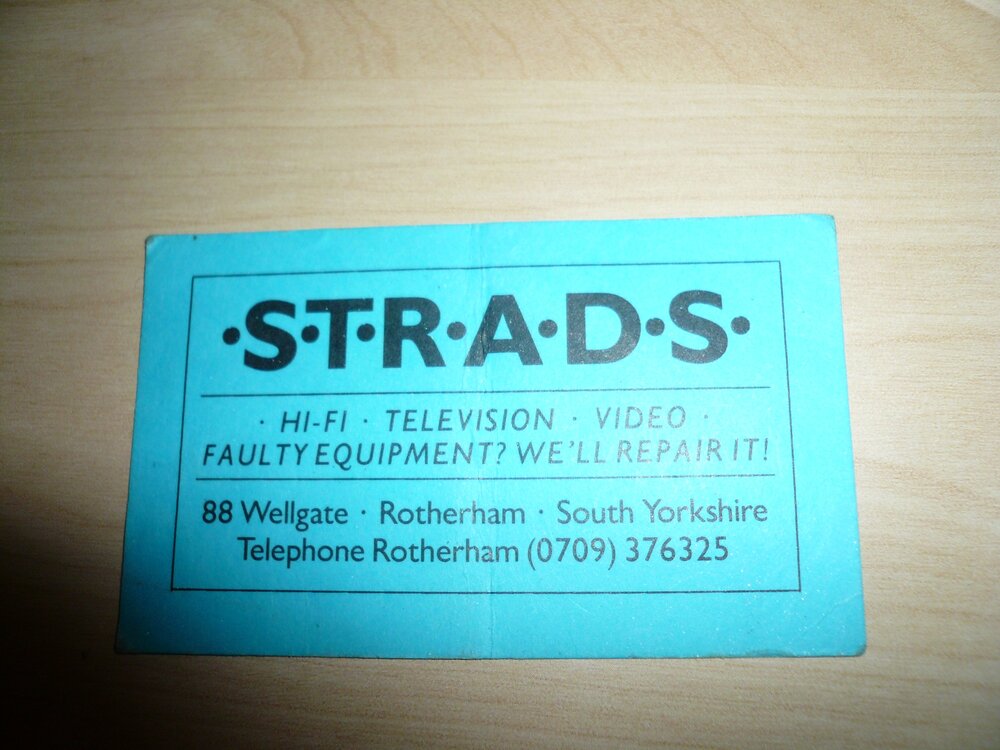 ·S·T·R·A·D·S·
· HI-FI · TELEVISION · VIDEO ·
FAULTY EQUIPMENT? WE'LL REPAIR IT!
88 Wellgate · Rotherham · South Yorkshire
Telephone Rotherham (0709) 376325